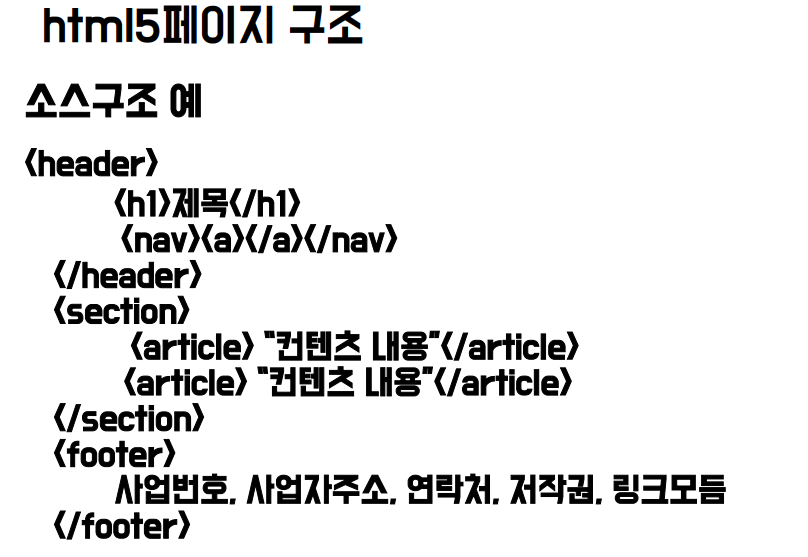 html5페이지 구조
소스구조 예
<header>
<h1>제목</h1>
<nav><a></a></nav>
</header>
<section>
<article> “컨텐츠 내용”</article>
<article> “컨텐츠 내용”</article>
</section>
<footer>
사업번호, 사업자주소, 연락처, 저작권, 링크모듬
</footer>